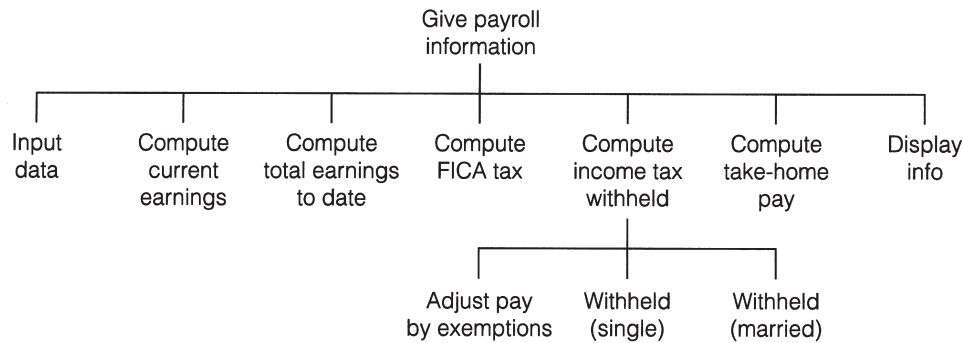 Give payroll
information
Input
data
Compute
current
earnings
Compute
total earnings
to date
Compute
FICA tax
Compute
income tax
withheld
Compute
take-home
pay
Display
info
Adjust pay
by exemptions
Withheld
(single)
Withheld
(married)